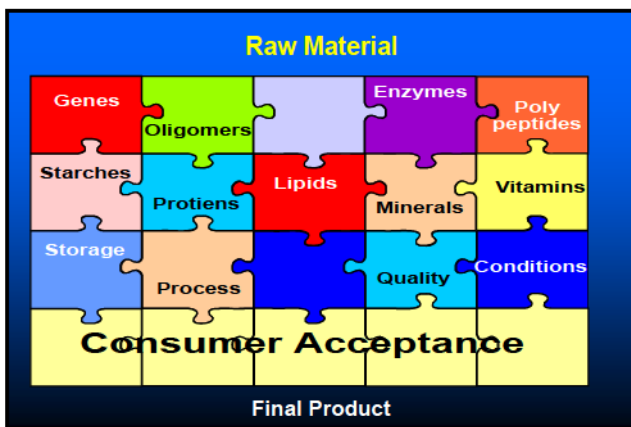 Raw Material
Genes
Oligomers
Enzymes
Poly
peptides
Starches
Protiens
Lipids
Minerals
Vitamins
Storage
Process
Quality
Conditions
Consumer Acceptance
Final Product